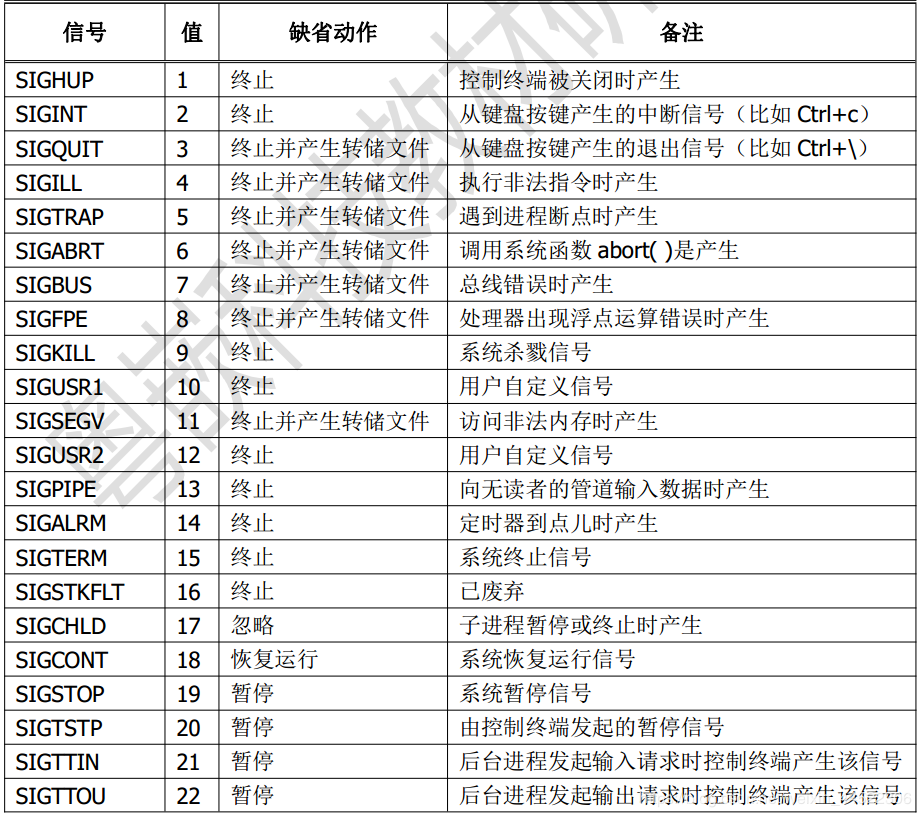 信号 值 缺省动作 备注
SIGHUP 1 终止 控制终端被关闭时产生
SIGINT 2 终止 从键盘按键产生的中断信号（比如 Ctrl+c）
SIGQUIT 3 终止并产生转储文件 从键盘按键产生的退出信号（比如 Ctrl+\）
SIGILL 4 终止并产生转储文件 执行非法指令时产生
SIGTRAP 5 终止并产生转储文件 遇到进程断点时产生
SIGABRT 6 终止并产生转储文件 调用系统函数 abort( )是产生
SIGBUS 7 终止并产生转储文件 总线错误时产生
SIGFPE 8 终止并产生转储文件 处理器出现浮点运算错误时产生
SIGKILL 9 终止 系统杀戮信号
SIGUSR1 10 终止 用户自定义信号
SIGSEGV 11 终止并产生转储文件 访问非法内存时产生
SIGUSR2 12 终止 用户自定义信号
SIGPIPE 13 终止 向无读者的管道输入数据时产生
SIGALRM 14 终止 定时器到点儿时产生
SIGTERM 15 终止 系统终止信号
SIGSTKFLT 16 终止 已废弃
SIGCHLD 17 忽略 子进程暂停或终止时产生
SIGCONT 18 恢复运行 系统恢复运行信号
SIGSTOP 19 暂停 系统暂停信号
SIGTSTP 20 暂停 由控制终端发起的暂停信号
SIGTTIN 21 暂停 后台进程发起输入请求时控制终端产生该信号
SIGTTOU 22 暂停 后台进程发起输出请求时控制终端产生该信号
粤嵌科技教材